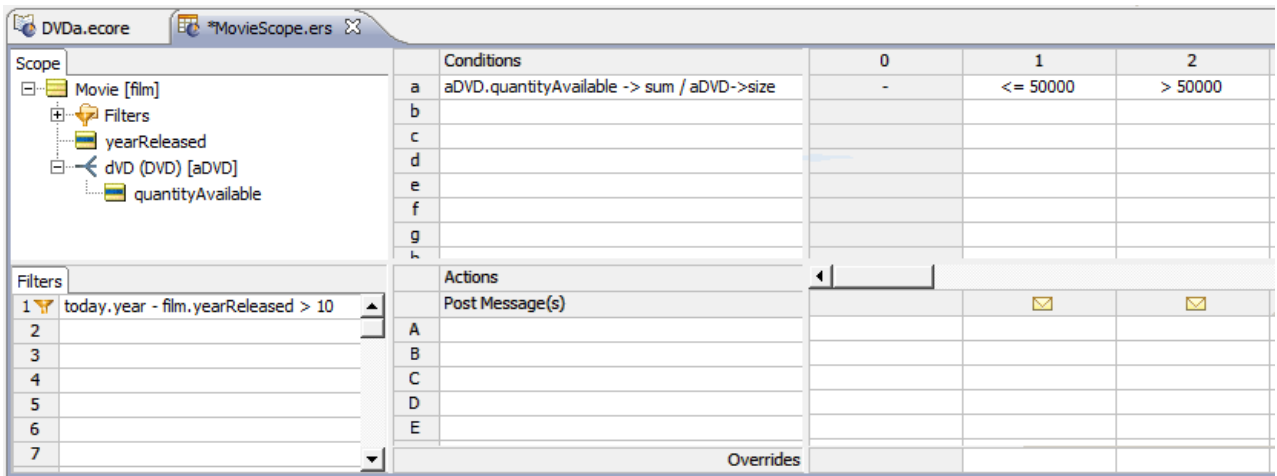 DVDa.ecore *MovieScope.ers
Scope
Movie [film]
Filters
yearReleased
dVD (DVD) [aDVD]
quantityAvailable
Conditions 0 1 2
a aDVD.quantityAvailable -> sum / aDVD->size - <= 50000 > 50000
b
c
d
e
f
g
h
Filters
1 today.year - film.yearReleased > 10
2
3
4
5
6
7
Actions
Post Message(s)
A
B
C
D
E
Overrides